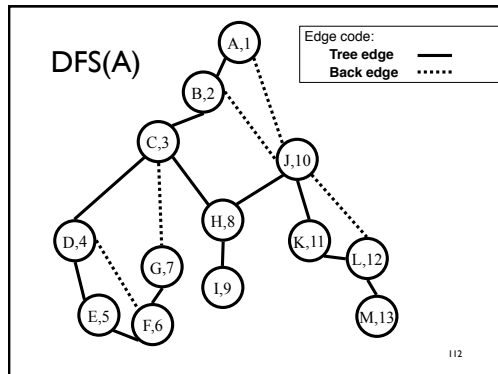 DFS(A)
Edge code:
Tree edge
Back edge
A,1
B,2
C,3
J,10
H,8
D,4
K,11
L,12
G,7
I,9
E,5
F,6
M,13
112